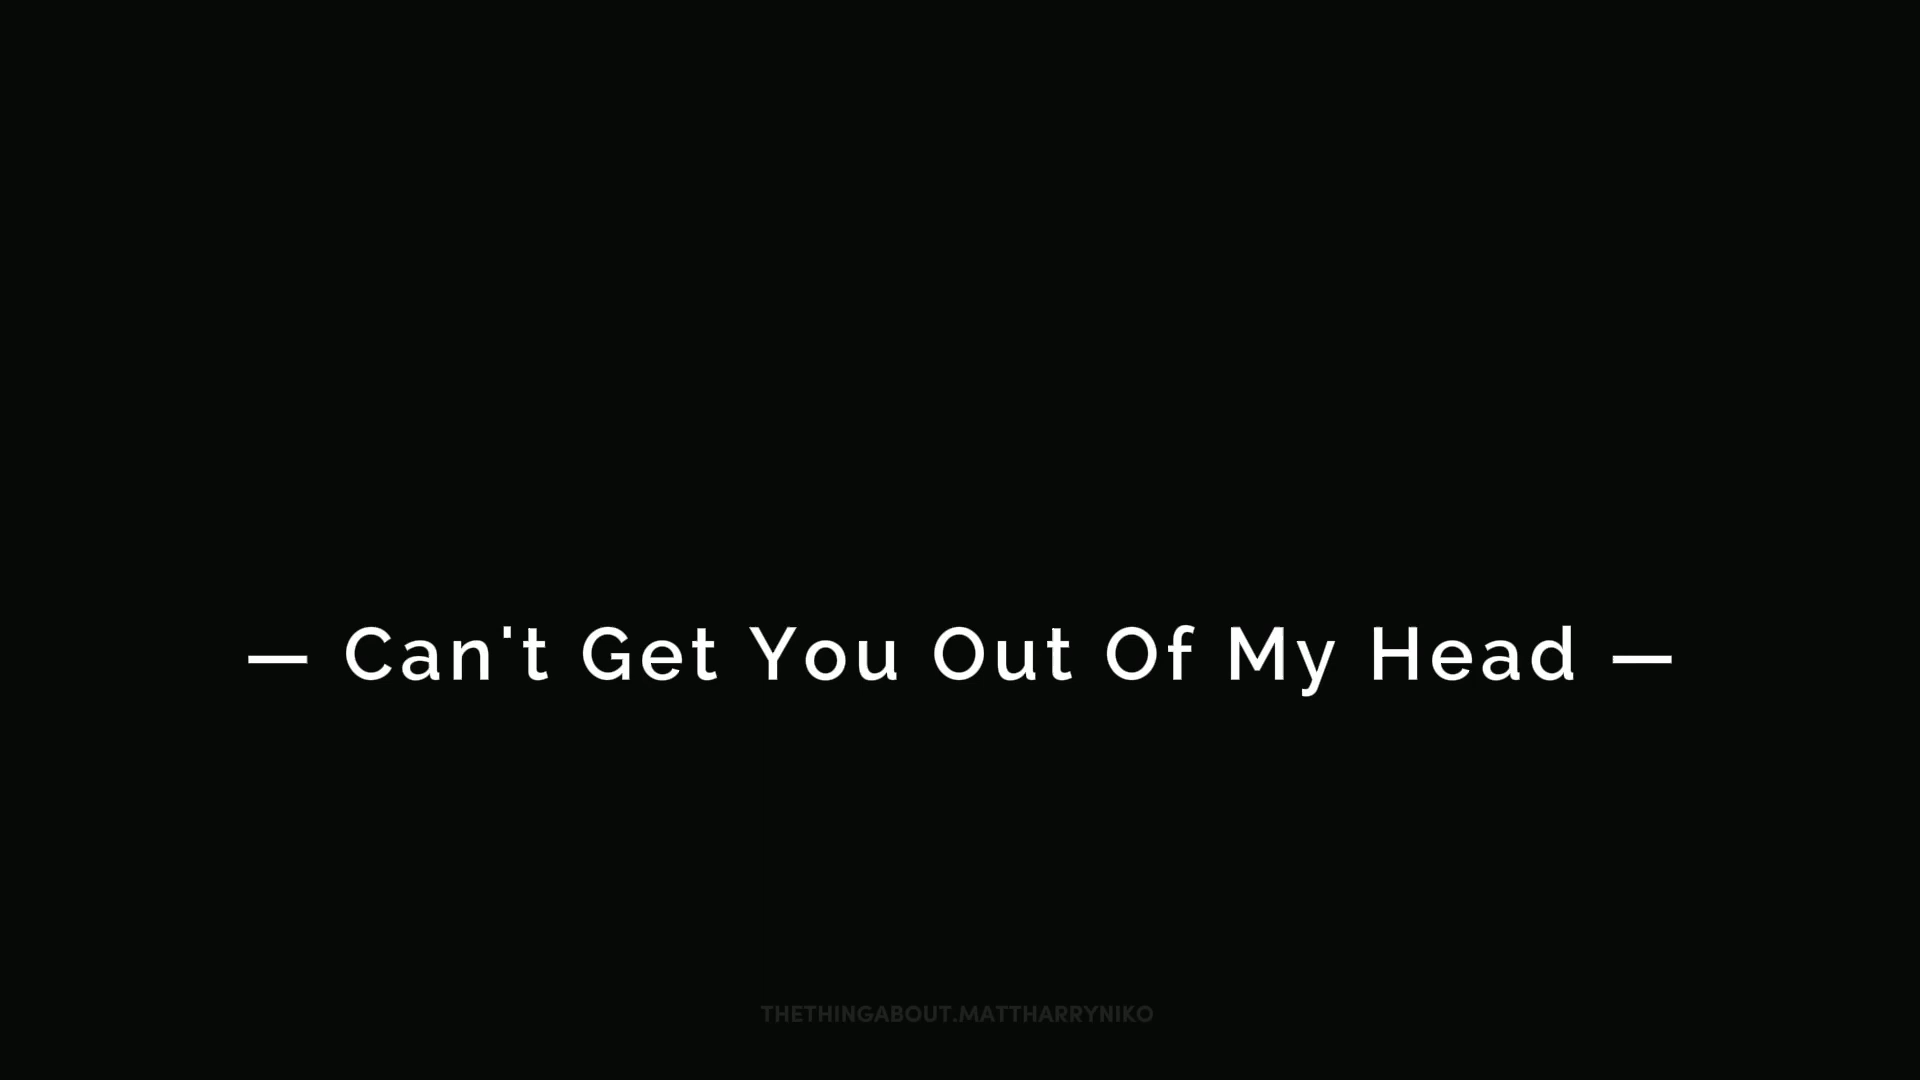 — Can't Get You Out Of My Head —
THETHINGABOUT.MATTHARRYNIKO